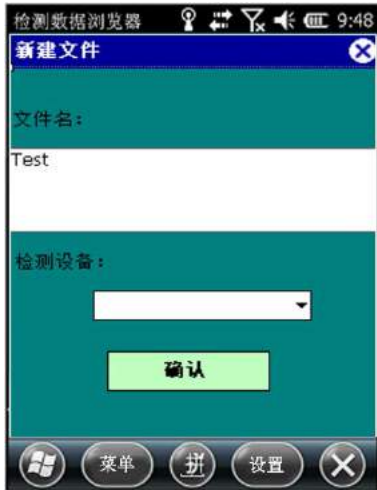 检测数据浏览器 9:48
新建文件
文件名：
Test
检测设备：
确认
菜单 拼 设置